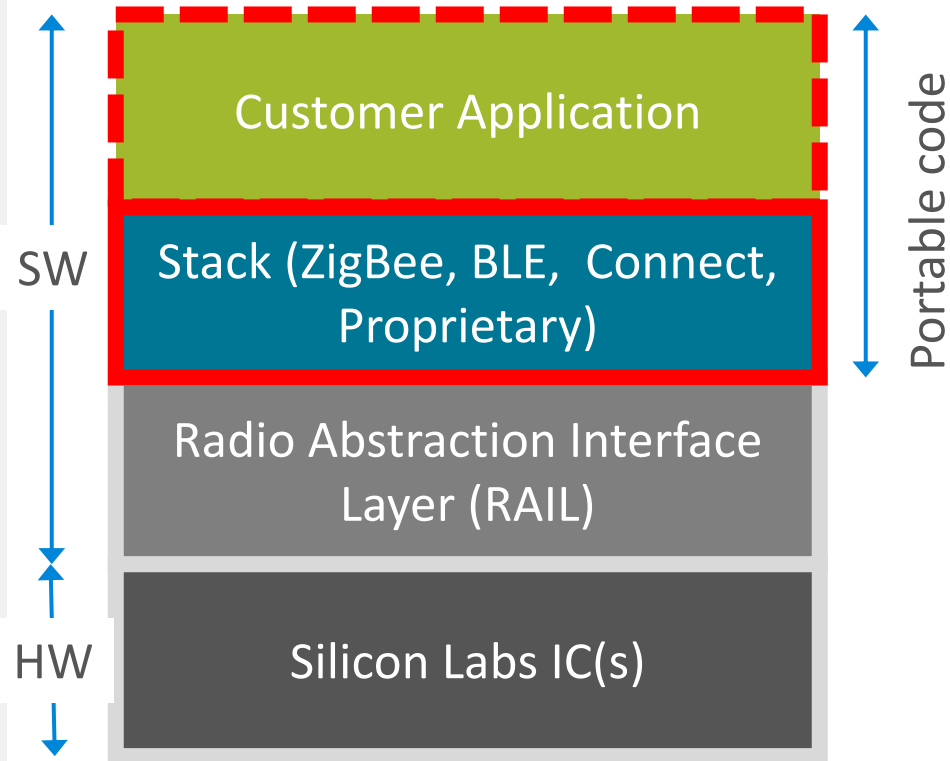 Customer Application
Stack (ZigBee, BLE, Connect,
Proprietary)
Radio Abstraction Interface
Layer (RAIL)
Silicon Labs IC(s)
SW
HW
Portable code